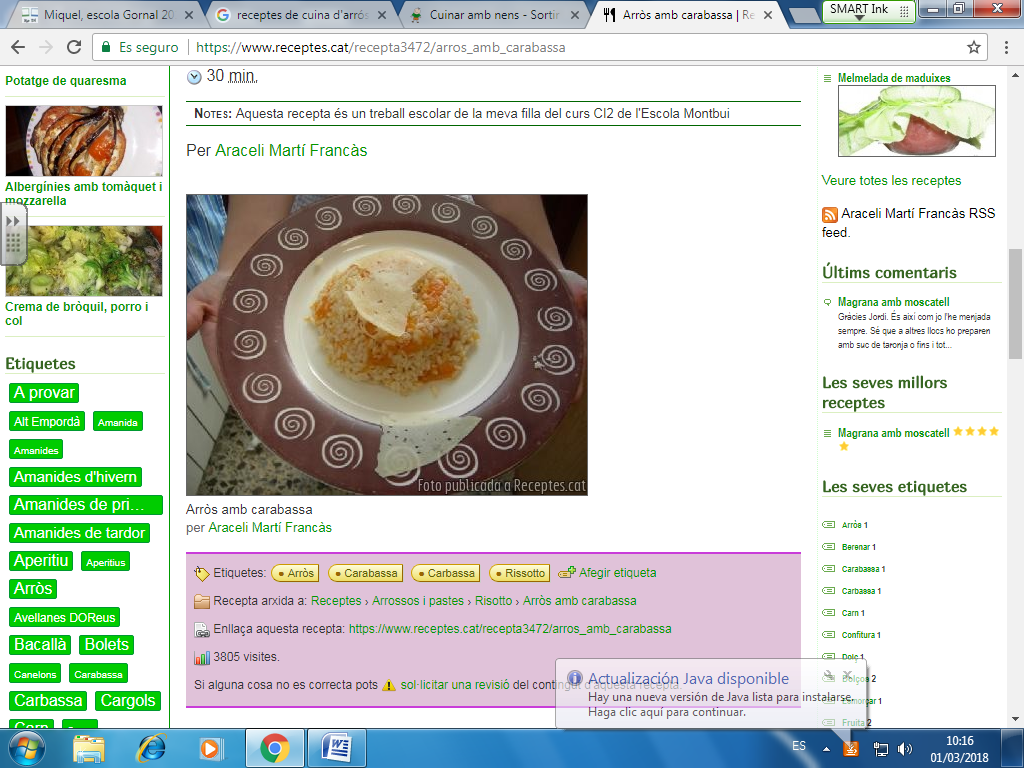 Miquel, escola Gornal 20
receptes de cuina d'arròs
Cuinar amb nens - Sortir
Arròs amb carabassa | Re
SMART Ink
Es seguro
https://www.receptes.cat/recepta3472/arros_amb_carabassa
Potatge de quaresma
Albergínies amb tomàquet i
mozzarella
Crema de bròquil, porro i
col
Etiquetes
A provar
Alt Empordà Amanida
Amanides
Amanides d'hivern
Amanides de pri…
Amanides de tardor
Aperitiu Aperitius
Arròs
Avellanes DOReus
Bacallà Bolets
Canelons Carabassa
Carbassa Cargols
Carn
30 min.
Notes: Aquesta recepta és un treball escolar de la meva filla del curs CI2 de l'Escola Montbui
Per Araceli Martí Francàs
Foto publicada a Receptes.cat
Arròs amb carabassa
per Araceli Martí Francàs
Etiquetes: Arròs Carabassa Carbassa Rissotto Afegir etiqueta
Recepta arxida a: Receptes › Arrossos i pastes › Risotto › Arròs amb carabassa
Enllaça aquesta recepta: https://www.receptes.cat/recepta3472/arros_amb_carabassa
3805 visites.
Si alguna cosa no es correcta pots sol·licitar una revisió del contingut d'aquesta recepta.
Melmelada de maduixes
Veure totes les receptes
Araceli Martí Francàs RSS
feed.
Últims comentaris
Magrana amb moscatell
Gràcies Jordi. És així com jo l'he menjada
sempre. Sé que a altres llocs ho preparen
amb suc de taronja o fins i tot...
Les seves millors
receptes
Magrana amb moscatell
Les seves etiquetes
Arròs 1
Berenar 1
Carabassa 1
Carbassa 1
Carn 1
Confitura 1
Dolç 1
Dolços 2
Esmorçar 1
Fruita 2
Actualización Java disponible
Hay una nueva versión de Java lista para instalarse.
Haga clic aquí para continuar.
ES
10:16
01/03/2018